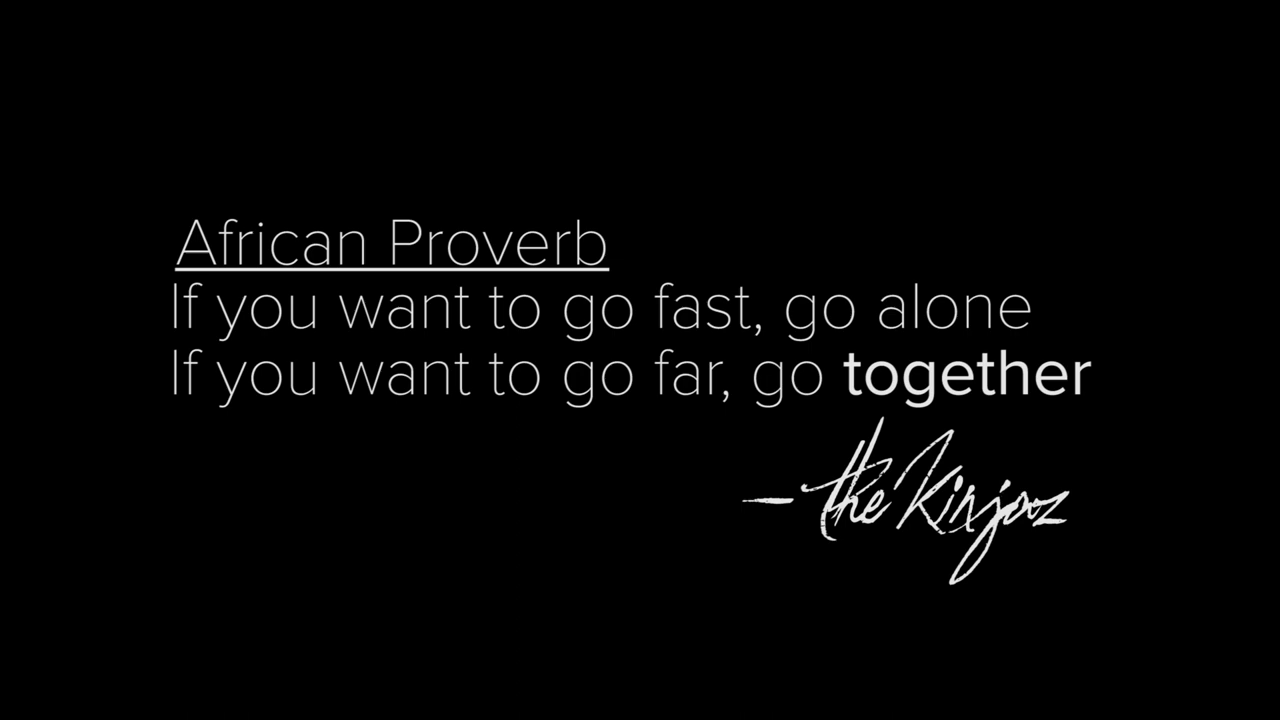 African Proverb
If you want to go fast, go alone
If you want to go far, go together
– the Kinjaz